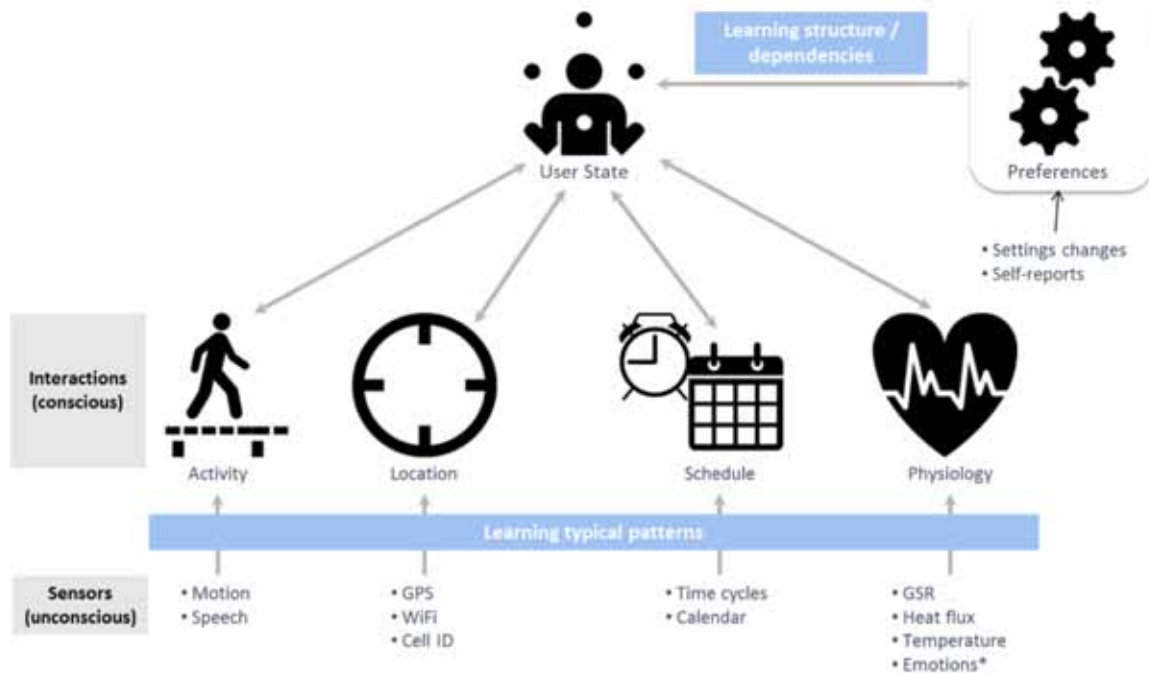 Learning structure /
dependencies
User State
Preferences
• Settings changes
• Self-reports
Interactions
(conscious)
Activity
Location
Schedule
Physiology
Learning typical patterns
Sensors
(unconscious)
• Motion
• Speech
• GPS
• WiFi
• Cell ID
• Time cycles
• Calendar
• GSR
• Heat flux
• Temperature
• Emotions*